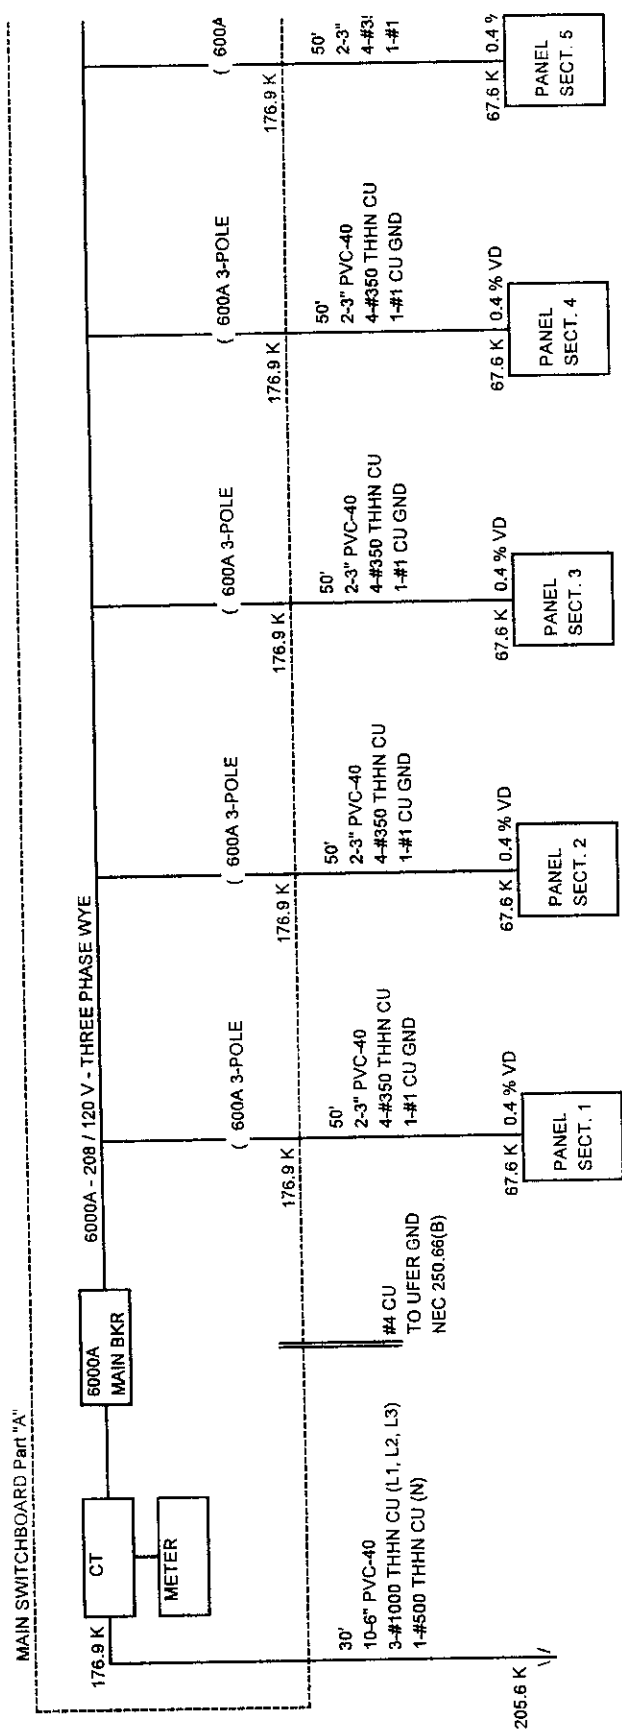 MAIN SWITCHBOARD Part "A"
176.9 K
CT
METER
6000A
MAIN BKR
6000A - 208 / 120 V - THREE PHASE WYE
30'
10-6" PVC-40
3-#1000 THHN CU (L1, L2, L3)
1-#500 THHN CU (N)
205.6 K
#4 CU
TO UFER GND
NEC 250.66(B)
600A 3-POLE
176.9 K
50'
2-3" PVC-40
4-#350 THHN CU
1-#1 CU GND
67.6 K 0.4 % VD
PANEL
SECT. 1
600A 3-POLE
176.9 K
50'
2-3" PVC-40
4-#350 THHN CU
1-#1 CU GND
67.6 K 0.4 % VD
PANEL
SECT. 2
600A 3-POLE
176.9 K
50'
2-3" PVC-40
4-#350 THHN CU
1-#1 CU GND
67.6 K 0.4 % VD
PANEL
SECT. 3
600A 3-POLE
176.9 K
50'
2-3" PVC-40
4-#350 THHN CU
1-#1 CU GND
67.6 K 0.4 % VD
PANEL
SECT. 4
600A
176.9 K
50'
2-3"
1-#1
67.6 K 0.4 %
PANEL
SECT. 5